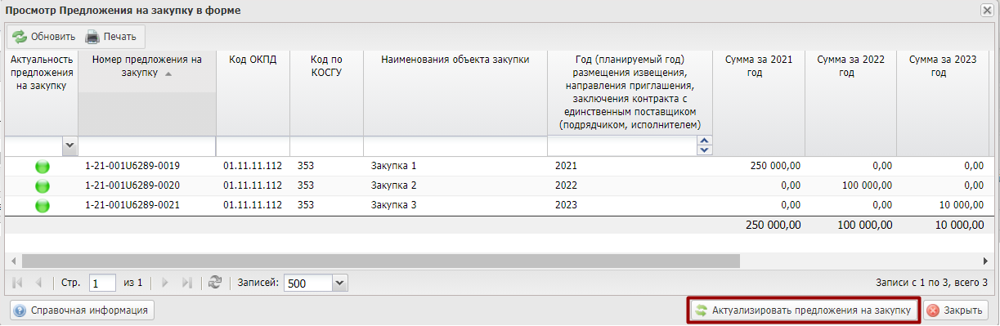 Просмотр Предложения на закупку в форме
Обновить Печать
Актуальность предложения на закупку
Номер предложения на закупку
Код ОКПД
Код по КОСГУ
Наименования объекта закупки
Год (планируемый год) размещения извещения, направления приглашения, заключения контракта с единственным поставщиком (подрядчиком, исполнителем)
Сумма за 2021 год
Сумма за 2022 год
Сумма за 2023 год
1-21-001U6289-0019 01.11.11.112 353 Закупка 1 2021 250 000,00 0,00 0,00
1-21-001U6289-0020 01.11.11.112 353 Закупка 2 2022 0,00 100 000,00 0,00
1-21-001U6289-0021 01.11.11.112 353 Закупка 3 2023 0,00 0,00 10 000,00
250 000,00 100 000,00 10 000,00
Стр. 1 из 1 Записей: 500 Записи с 1 по 3, всего 3
Справочная информация Актуализировать предложения на закупку Закрыть